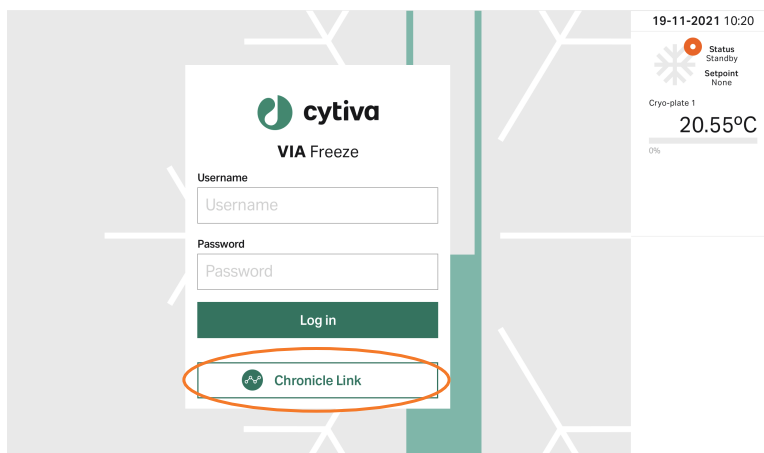 19-11-2021 10:20
Status
Standby
Setpoint
None
Cryo-plate 1
20.55ºC
0%
cytiva
VIA Freeze
Username
Username
Password
Password
Log in
Chronicle Link